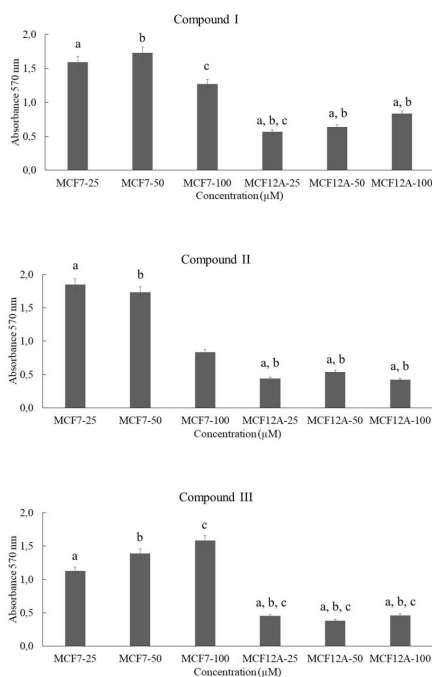 Compound I
Absorbance 570 nm
2,0
1,5
1,0
0,5
0,0
a
b
c
a, b, c
a, b
a, b
MCF7-25 MCF7-50 MCF7-100 MCF12A-25 MCF12A-50 MCF12A-100
Concentration (µM)
Compound II
Absorbance 570 nm
2,0
1,5
1,0
0,5
0,0
a
b
a, b
a, b
a, b
MCF7-25 MCF7-50 MCF7-100 MCF12A-25 MCF12A-50 MCF12A-100
Concentration (µM)
Compound III
Absorbance 570 nm
2,0
1,5
1,0
0,5
0,0
a
b
c
a, b, c
a, b, c
a, b, c
MCF7-25 MCF7-50 MCF7-100 MCF12A-25 MCF12A-50 MCF12A-100
Concentration (µM)